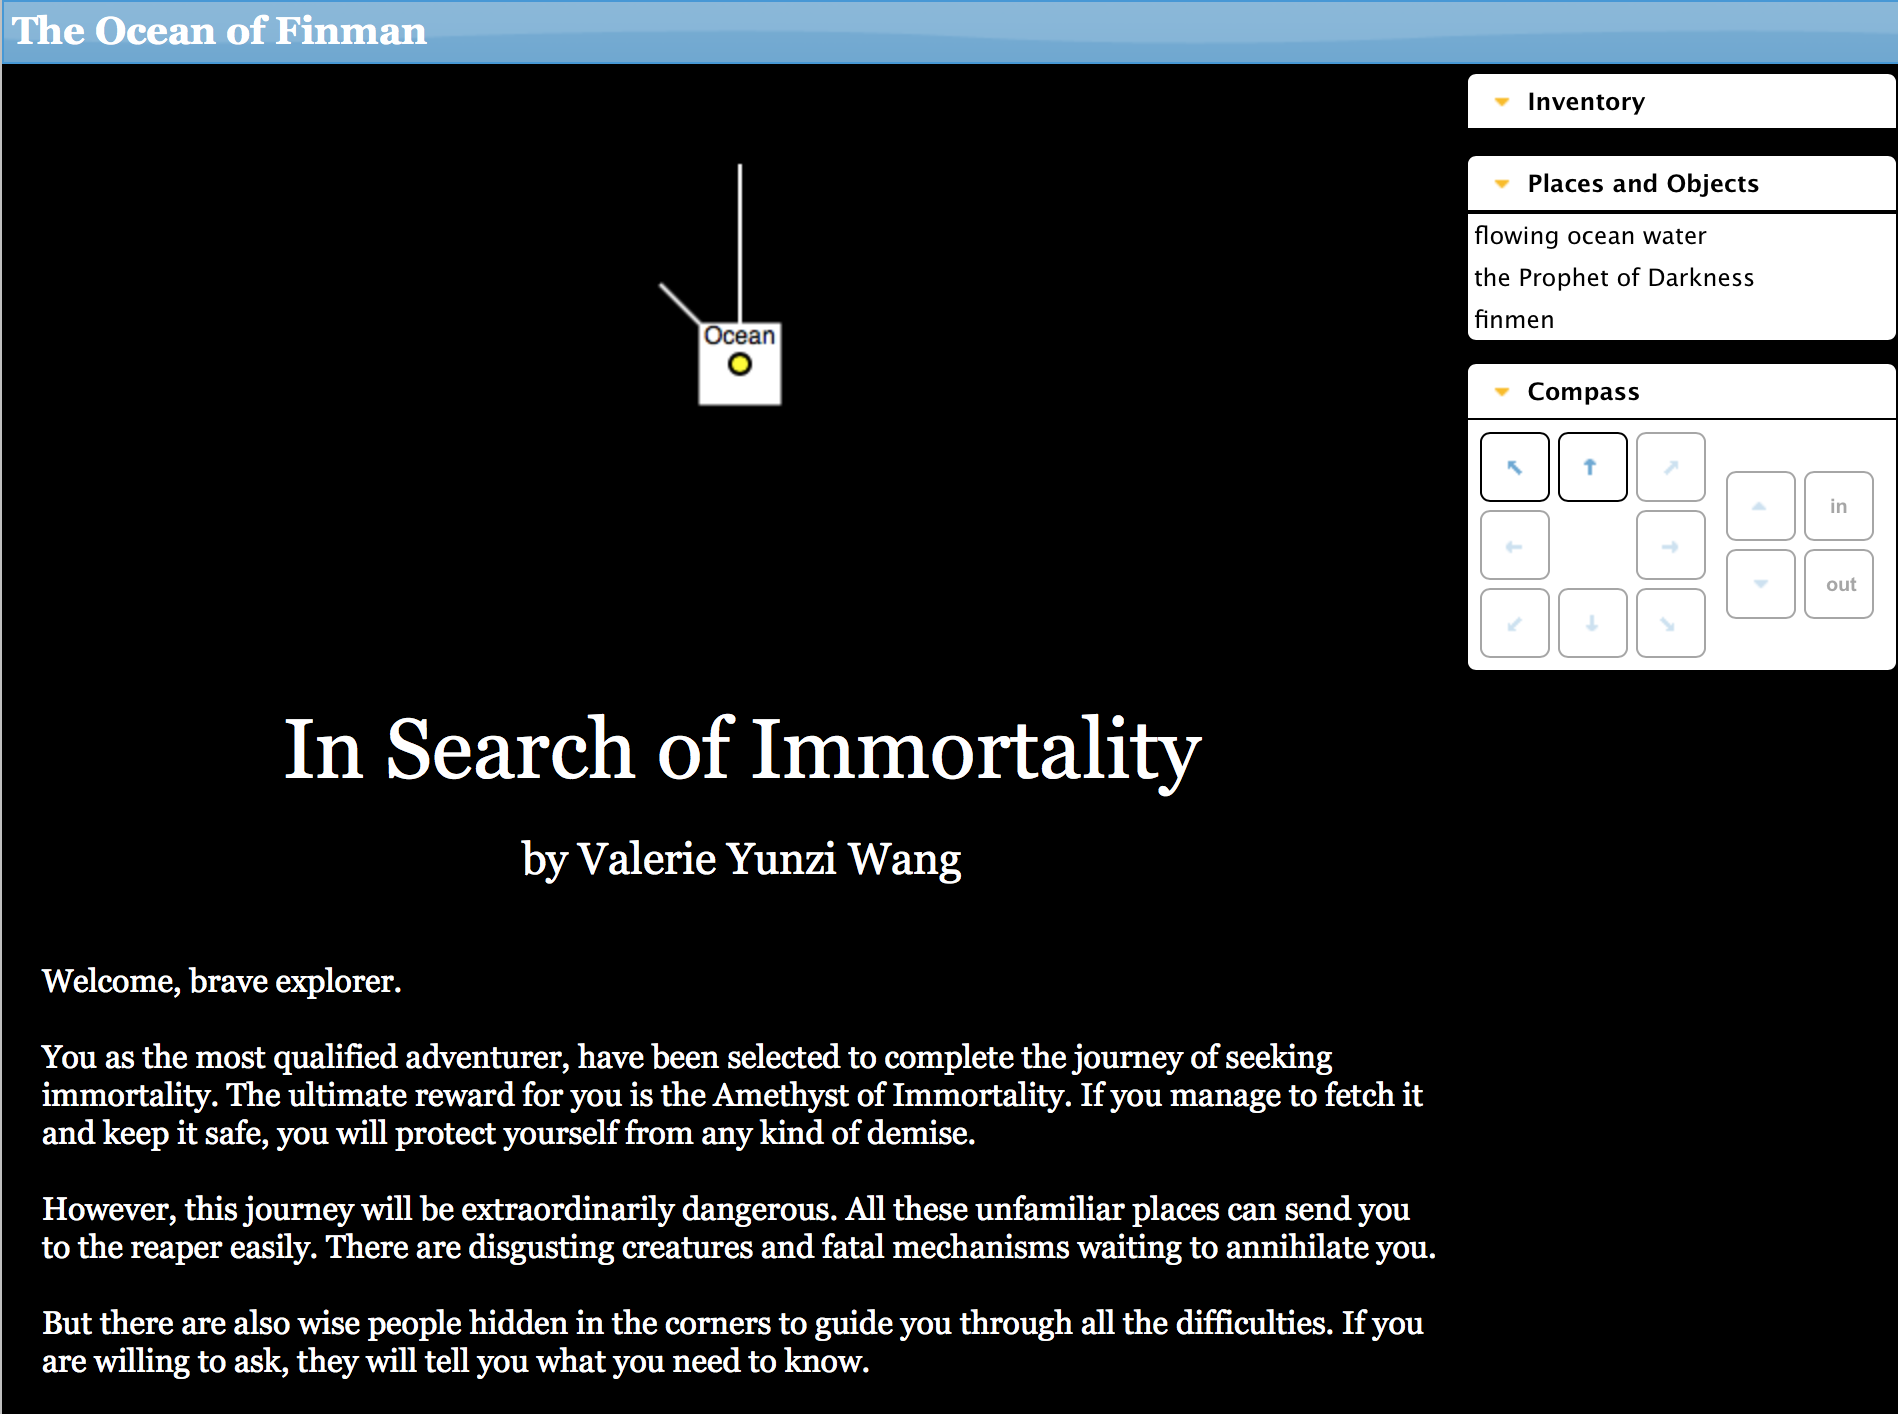 The Ocean of Finman
Inventory
Places and Objects
flowing ocean water
the Prophet of Darkness
finmen
Compass
in
out
Ocean
In Search of Immortality
by Valerie Yunzi Wang
Welcome, brave explorer.
You as the most qualified adventurer, have been selected to complete the journey of seeking
immortality. The ultimate reward for you is the Amethyst of Immortality. If you manage to fetch it
and keep it safe, you will protect yourself from any kind of demise.
However, this journey will be extraordinarily dangerous. All these unfamiliar places can send you
to the reaper easily. There are disgusting creatures and fatal mechanisms waiting to annihilate you.
But there are also wise people hidden in the corners to guide you through all the difficulties. If you
are willing to ask, they will tell you what you need to know.